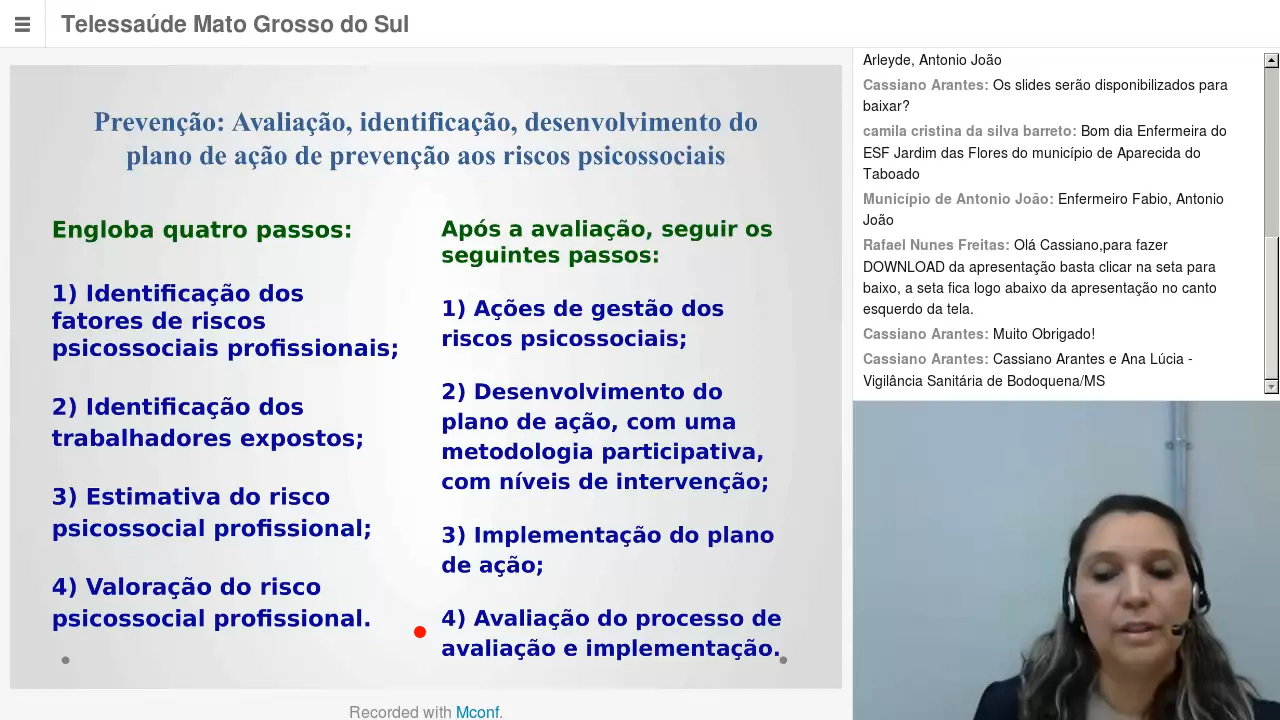 Telessaúde Mato Grosso do Sul
Prevenção: Avaliação, identificação, desenvolvimento do
plano de ação de prevenção aos riscos psicossociais
Engloba quatro passos:
1) Identificação dos
fatores de riscos
psicossociais profissionais;
2) Identificação dos
trabalhadores expostos;
3) Estimativa do risco
psicossocial profissional;
4) Valoração do risco
psicossocial profissional.
Após a avaliação, seguir os
seguintes passos:
1) Ações de gestão dos
riscos psicossociais;
2) Desenvolvimento do
plano de ação, com uma
metodologia participativa,
com níveis de intervenção;
3) Implementação do plano
de ação;
4) Avaliação do processo de
avaliação e implementação.
Recorded with Mconf.
Arleyde, Antonio João
Cassiano Arantes: Os slides serão disponibilizados para
baixar?
camila cristina da silva barreto: Bom dia Enfermeira do
ESF Jardim das Flores do município de Aparecida do
Taboado
Município de Antonio João: Enfermeiro Fabio, Antonio
João
Rafael Nunes Freitas: Olá Cassiano,para fazer
DOWNLOAD da apresentação basta clicar na seta para
baixo, a seta fica logo abaixo da apresentação no canto
esquerdo da tela.
Cassiano Arantes: Muito Obrigado!
Cassiano Arantes: Cassiano Arantes e Ana Lúcia -
Vigilância Sanitária de Bodoquena/MS